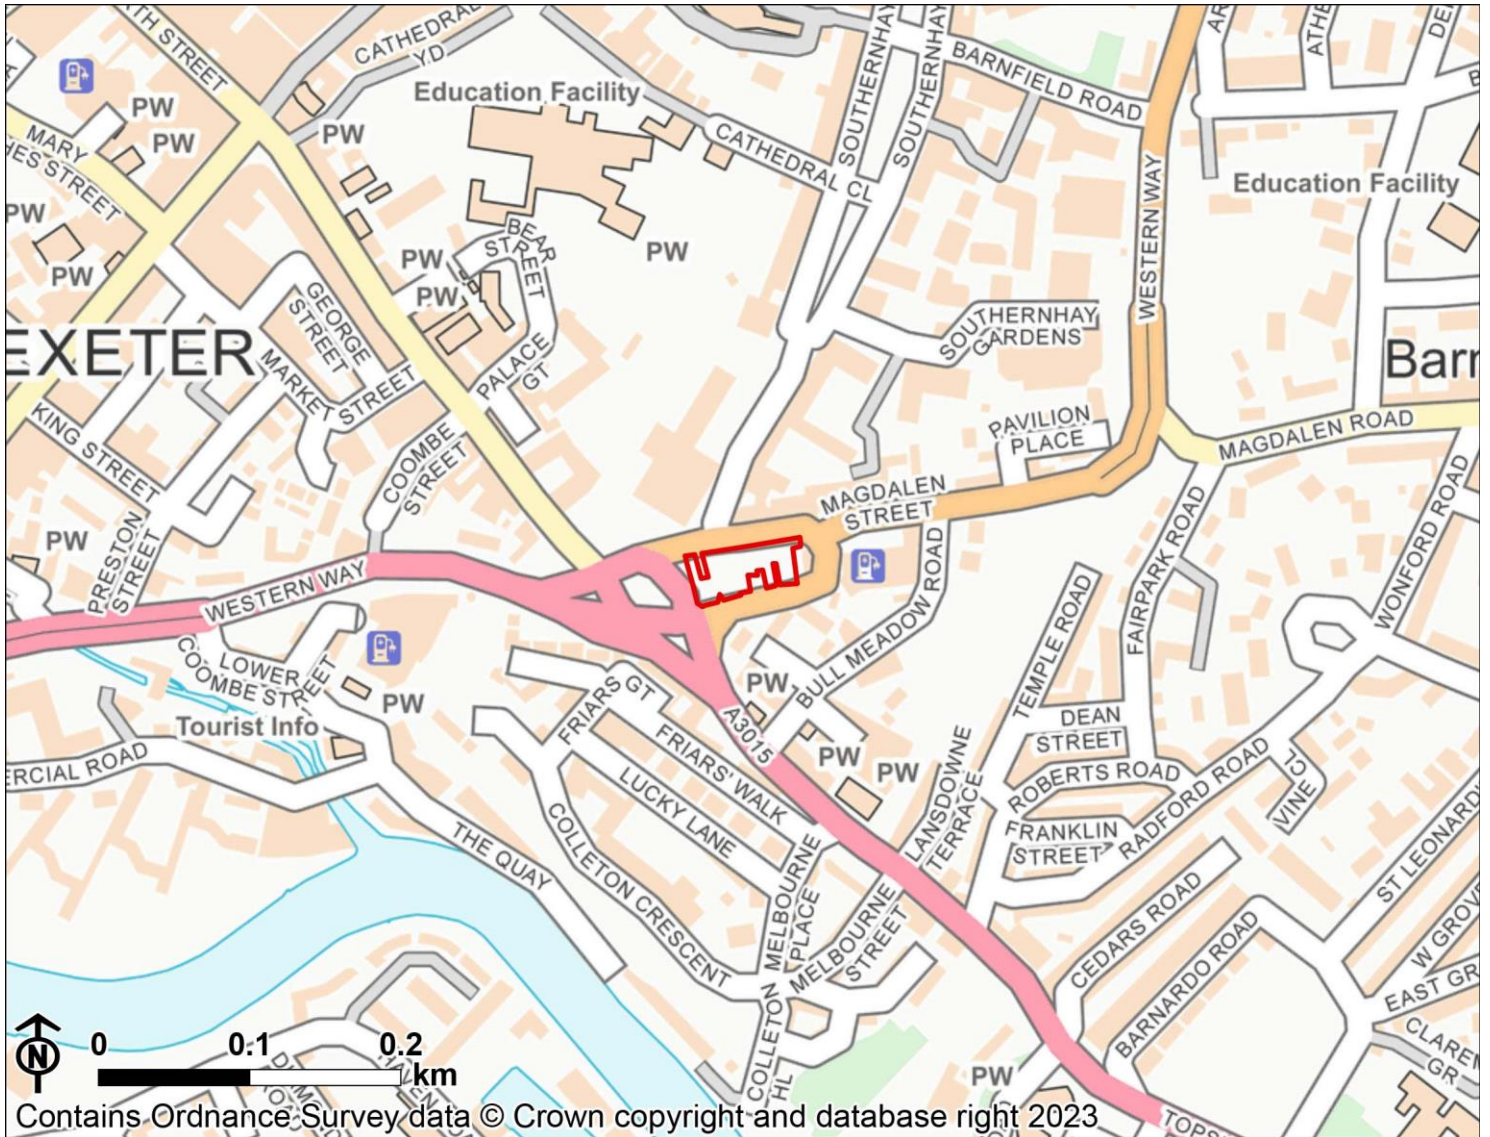 CATHEDRAL
YD
SOUTHERNHAY
SOUTHERNHAY
BARNFIELD ROAD
TH STREET
Education Facility
PW
PW
PW
MARY
HES STREET
CATHEDRAL CL
WESTERN WAY
Education Facility
PW
PW
BEAR
STREET
STREET
PW
PW
PW
EXETER
GEORGE
STREET
MARKET STREET
PALACE
GT
SOUTHERNHAY
GARDENS
KING STREET
COOMBE
STREET
PAVILION
PLACE
MAGDALEN ROAD
MAGDALEN
STREET
PW
PRESTON
STREET
WESTERN WAY
BULL MEADOW ROAD
TEMPLE ROAD
FAIRPARK ROAD
WONFORD ROAD
LOWER
COOMBE STREET
PW
Tourist Info
FRIARS GT
PW
A3015
PW
PW
DEAN
STREET
FRIARS' WALK
LUCKY LANE
LANSDOWNE
TERRACE
ROBERTS ROAD
RADFORD ROAD
VINE CL
FRANKLIN
STREET
THE QUAY
COLLETON CRESCENT
MELBOURNE
PLACE
MELBOURNE
STREET
CEDARS ROAD
BARNARDO ROAD
COLLETON
HL
PW
N
0 0.1 0.2
km
Contains Ordnance Survey data © Crown copyright and database right 2023